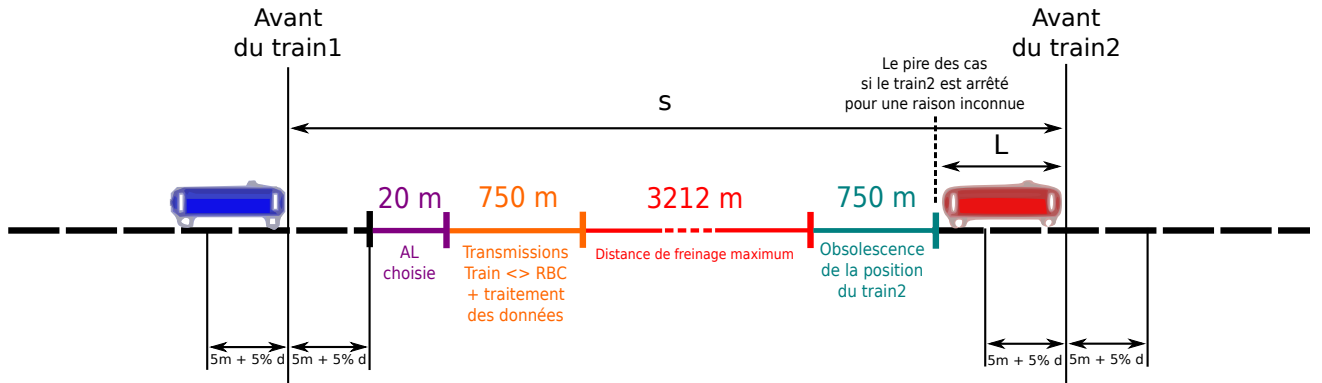 Avant
du train1
Avant
du train2
Le pire des cas
si le train2 est arrêté
pour une raison inconnue
s
L
20 m
750 m
3212 m
750 m
AL
choisie
Transmissions
Train <> RBC
+ traitement
des données
Distance de freinage maximum
Obsolescence
de la position
du train2
5m + 5% d
5m + 5% d
5m + 5% d
5m + 5% d